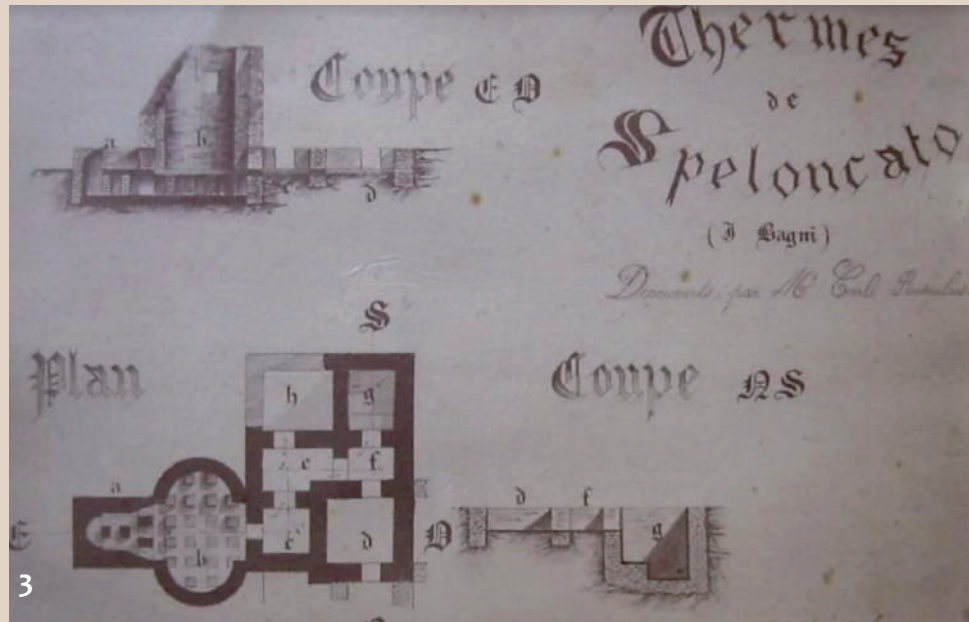 Thermes
de
Speloncato
(I Bagni)
Coupe E O
a
b
d
S
Plan
Coupe NS
h
g
e
f
a
E
b
c
d
O
d
f
g
3